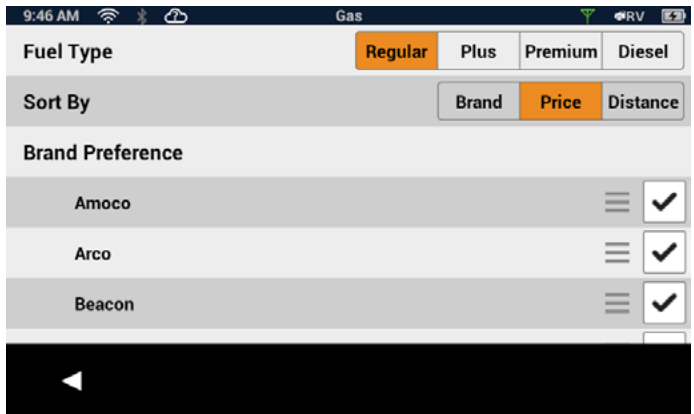 9:46 AM Gas RV
Fuel Type Regular Plus Premium Diesel
Sort By Brand Price Distance
Brand Preference
Amoco
Arco
Beacon